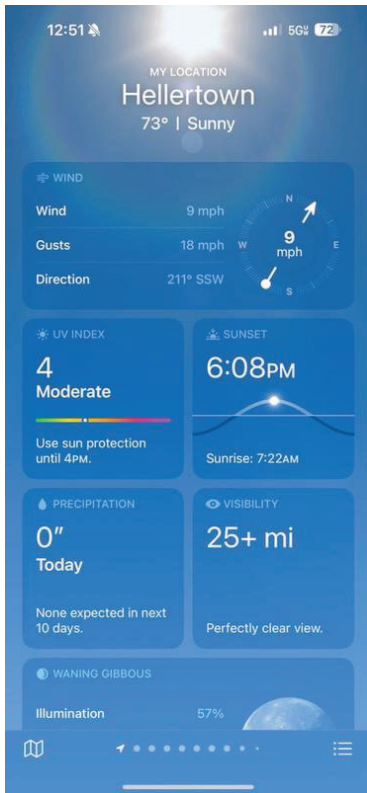 12:51 5G 72
MY LOCATION
Hellertown
73° | Sunny
WIND
Wind 9 mph
Gusts 18 mph
Direction 211° SSW
N
W 9 E
mph
S
UV INDEX
4
Moderate
Use sun protection
until 4PM.
SUNSET
6:08PM
Sunrise: 7:22AM
PRECIPITATION
0"
Today
None expected in next
10 days.
VISIBILITY
25+ mi
Perfectly clear view.
WANING GIBBOUS
Illumination 57%